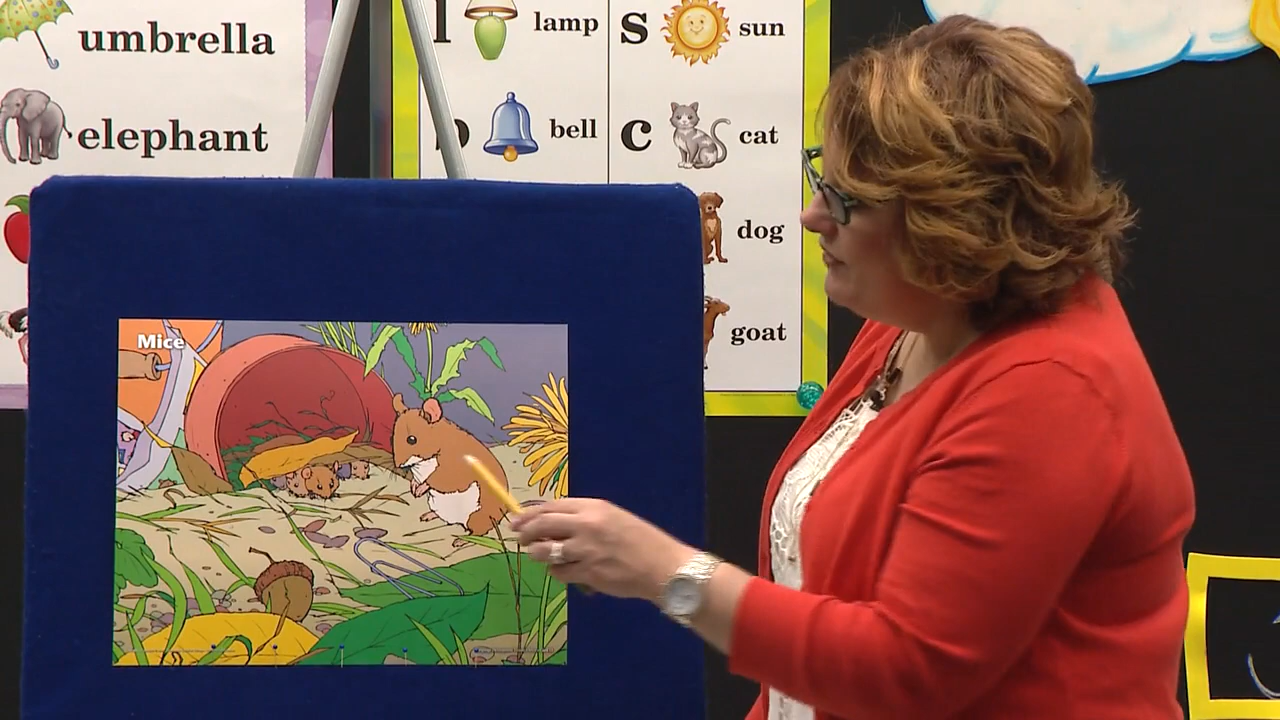 umbrella
elephant
l lamp
s sun
bell
c cat
dog
goat
Mice